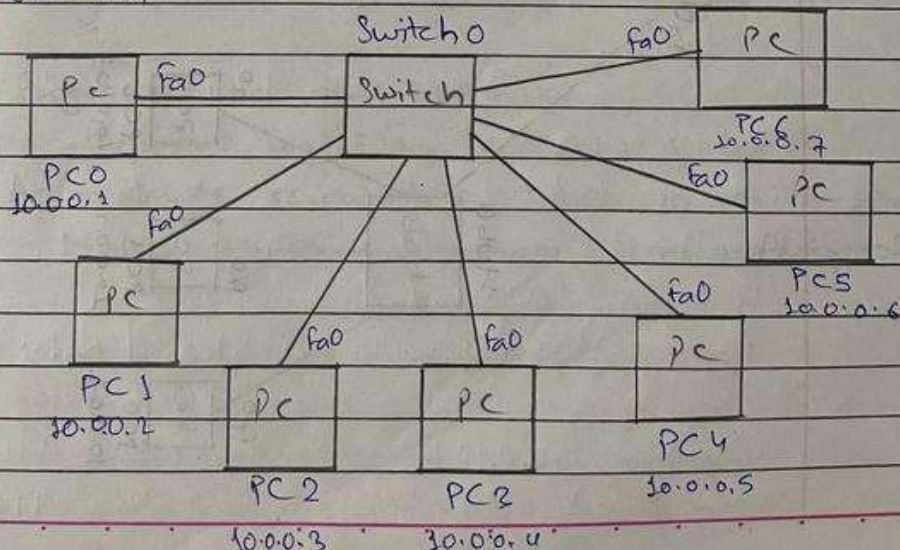 Switch 0
PC
Fa0
Switch
Fa0
PC
PC0
10.0.0.1
PC6
10.0.8.7
Fa0
Fa0
PC
PC5
10.0.0.6
PC
PC1
10.0.0.2
Fa0
PC
PC2
10.0.0.3
Fa0
PC
PC3
10.0.0.4
Fa0
PC
PC4
10.0.0.5